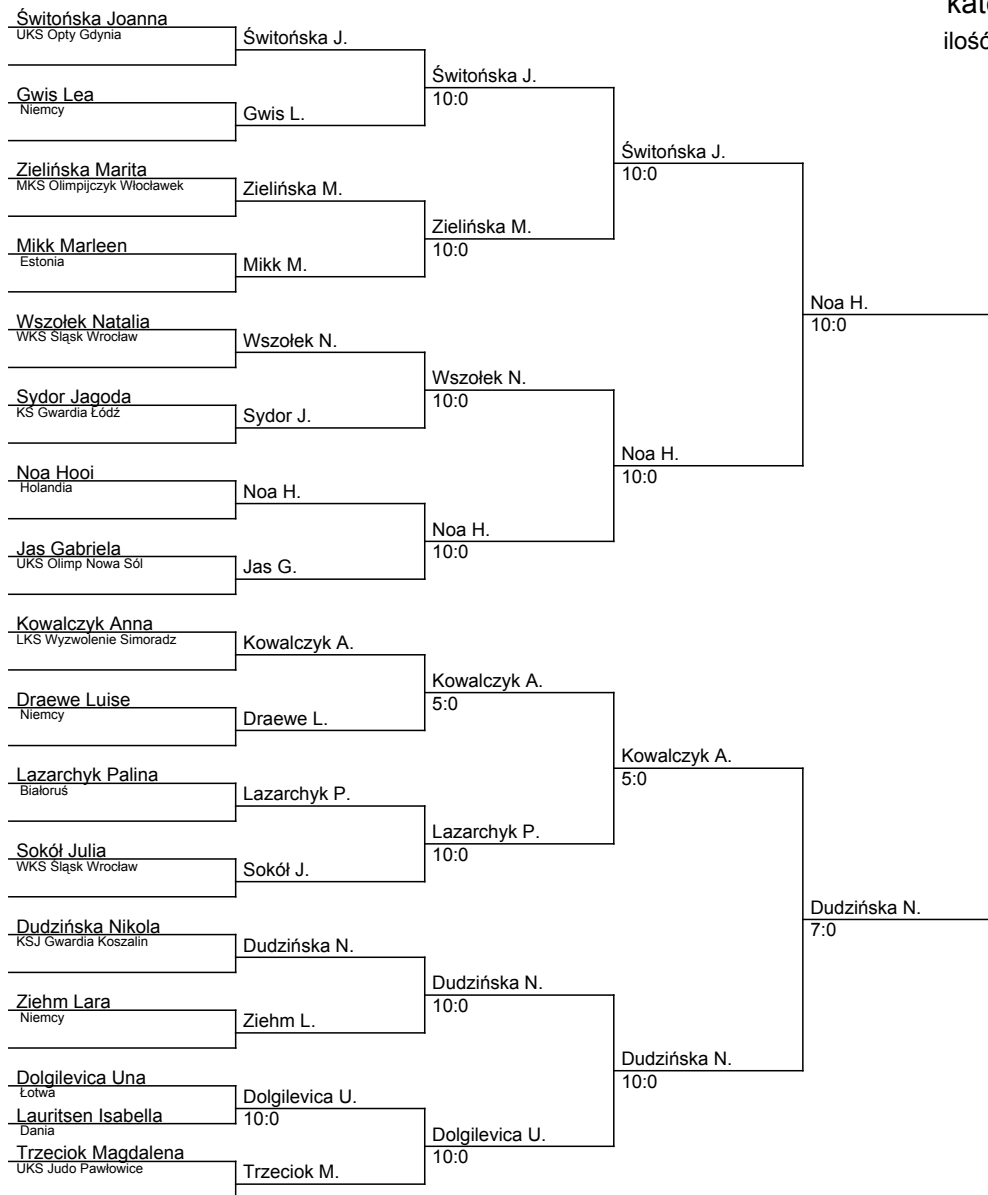 kate
ilość
Świtońska Joanna
UKS Opty Gdynia
Gwis Lea
Niemcy
Zielińska Marita
MKS Olimpijczyk Włocławek
Mikk Marleen
Estonia
Wszołek Natalia
WKS Śląsk Wrocław
Sydor Jagoda
KS Gwardia Łódź
Noa Hooi
Holandia
Jas Gabriela
UKS Olimp Nowa Sól
Kowalczyk Anna
LKS Wyzwolenie Simoradz
Draewe Luise
Niemcy
Lazarchyk Palina
Białoruś
Sokół Julia
WKS Śląsk Wrocław
Dudzińska Nikola
KSJ Gwardia Koszalin
Ziehm Lara
Niemcy
Dolgilevica Una
Łotwa
Lauritsen Isabella
Dania
Trzeciok Magdalena
UKS Judo Pawłowice
Świtońska J.
Gwis L.
Zielińska M.
Mikk M.
Wszołek N.
Sydor J.
Noa H.
Jas G.
Kowalczyk A.
Draewe L.
Lazarchyk P.
Sokół J.
Dudzińska N.
Ziehm L.
Dolgilevica U.
10:0
Trzeciok M.
Świtońska J.
10:0
Zielińska M.
10:0
Wszołek N.
10:0
Noa H.
10:0
Kowalczyk A.
5:0
Lazarchyk P.
10:0
Dudzińska N.
10:0
Dolgilevica U.
10:0
Świtońska J.
10:0
Noa H.
10:0
Kowalczyk A.
5:0
Dudzińska N.
10:0
Noa H.
10:0
Dudzińska N.
7:0